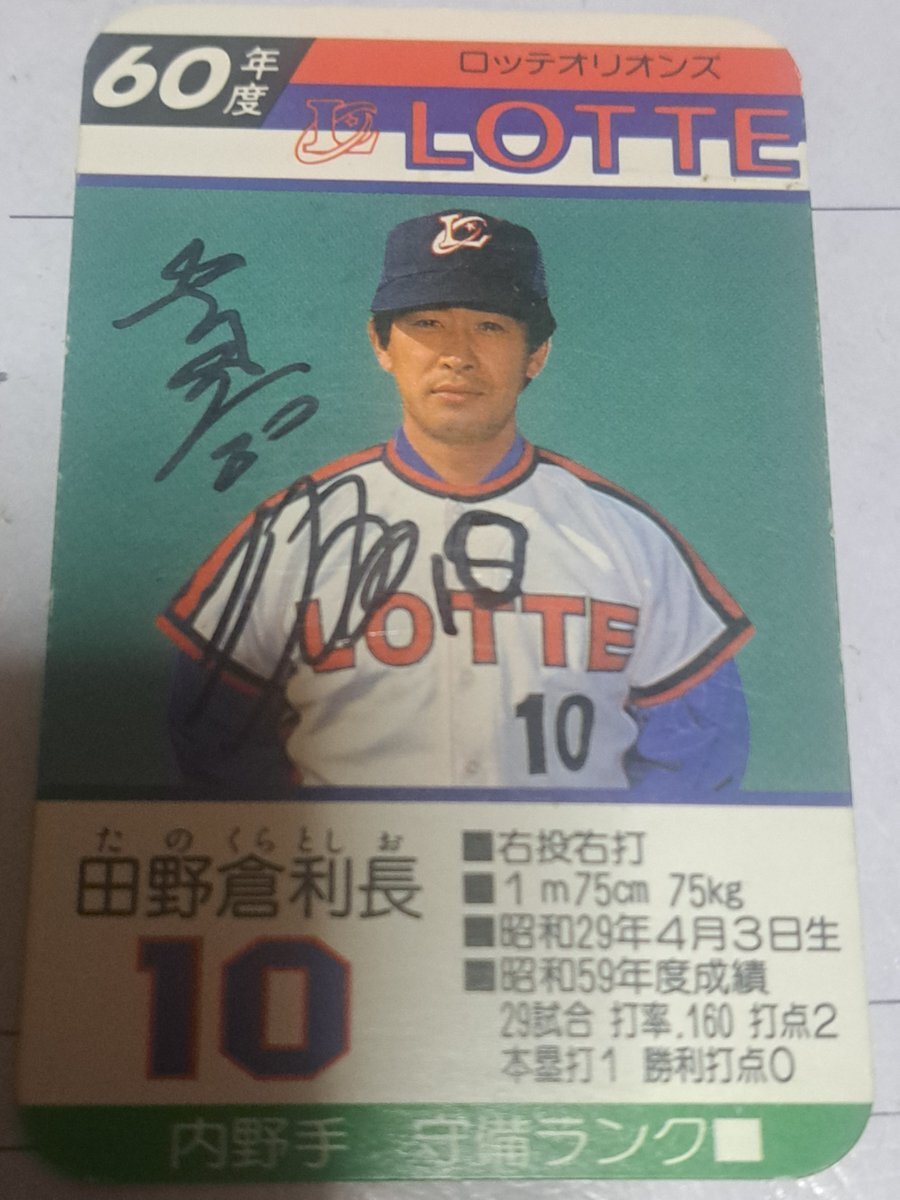 60年度
ロッテオリオンズ
LOTTE
LOTTE
10
たのくらとしお
田野倉利長
10
■右投右打
■1m75cm 75kg
■昭和29年4月3日生
■昭和59年度成績
29試合 打率.160 打点2
本塁打1 勝利打点0
内野手 守備ランク■